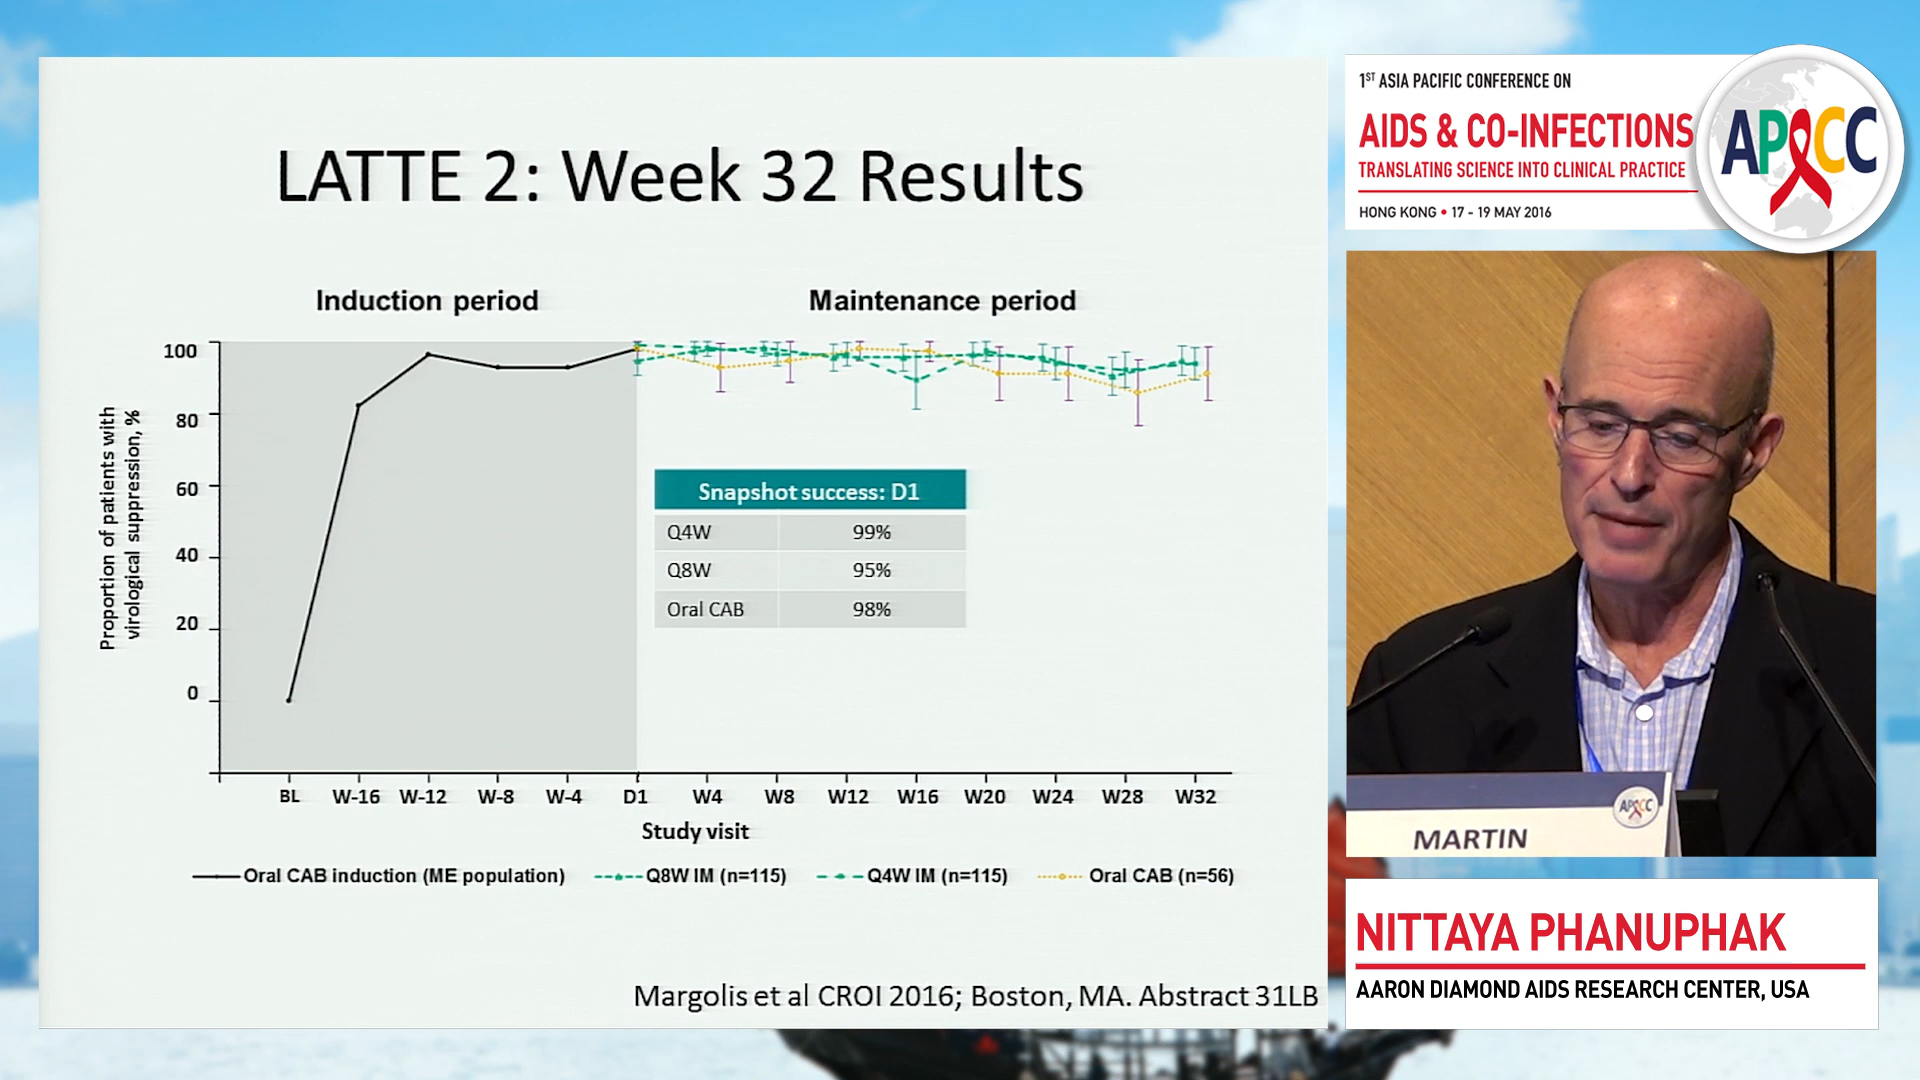 LATTE 2: Week 32 Results
Induction period
Maintenance period
Proportion of patients with
virological suppression, %
100
80
60
40
20
0
Snapshot success: D1
Q4W 99%
Q8W 95%
Oral CAB 98%
BL W-16 W-12 W-8 W-4 D1 W4 W8 W12 W16 W20 W24 W28 W32
Study visit
Oral CAB induction (ME population) Q8W IM (n=115) Q4W IM (n=115) Oral CAB (n=56)
Margolis et al CROI 2016; Boston, MA. Abstract 31LB
1ST ASIA PACIFIC CONFERENCE ON
AIDS & CO-INFECTIONS
TRANSLATING SCIENCE INTO CLINICAL PRACTICE
HONG KONG • 17 - 19 MAY 2016
APACC
APACC
MARTIN
NITTAYA PHANUPHAK
AARON DIAMOND AIDS RESEARCH CENTER, USA